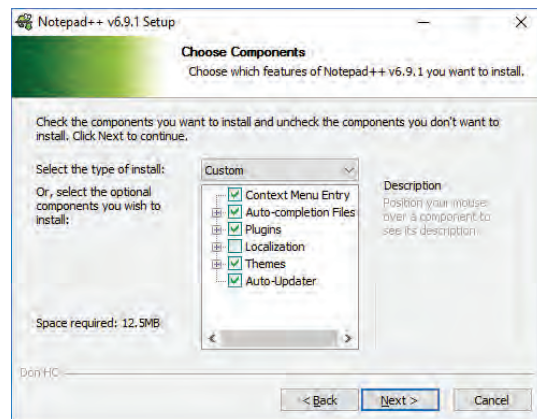 Notepad++ v6.9.1 Setup
Choose Components
Choose which features of Notepad++ v6.9.1 you want to install.
Check the components you want to install and uncheck the components you don't want to
install. Click Next to continue.
Select the type of install:
Custom
Or, select the optional
components you wish to
install:
Context Menu Entry
Auto-completion Files
Plugins
Localization
Themes
Auto-Updater
Description
Position your mouse
over a component to
see its description
Space required: 12.5MB
Don HO
< Back
Next >
Cancel